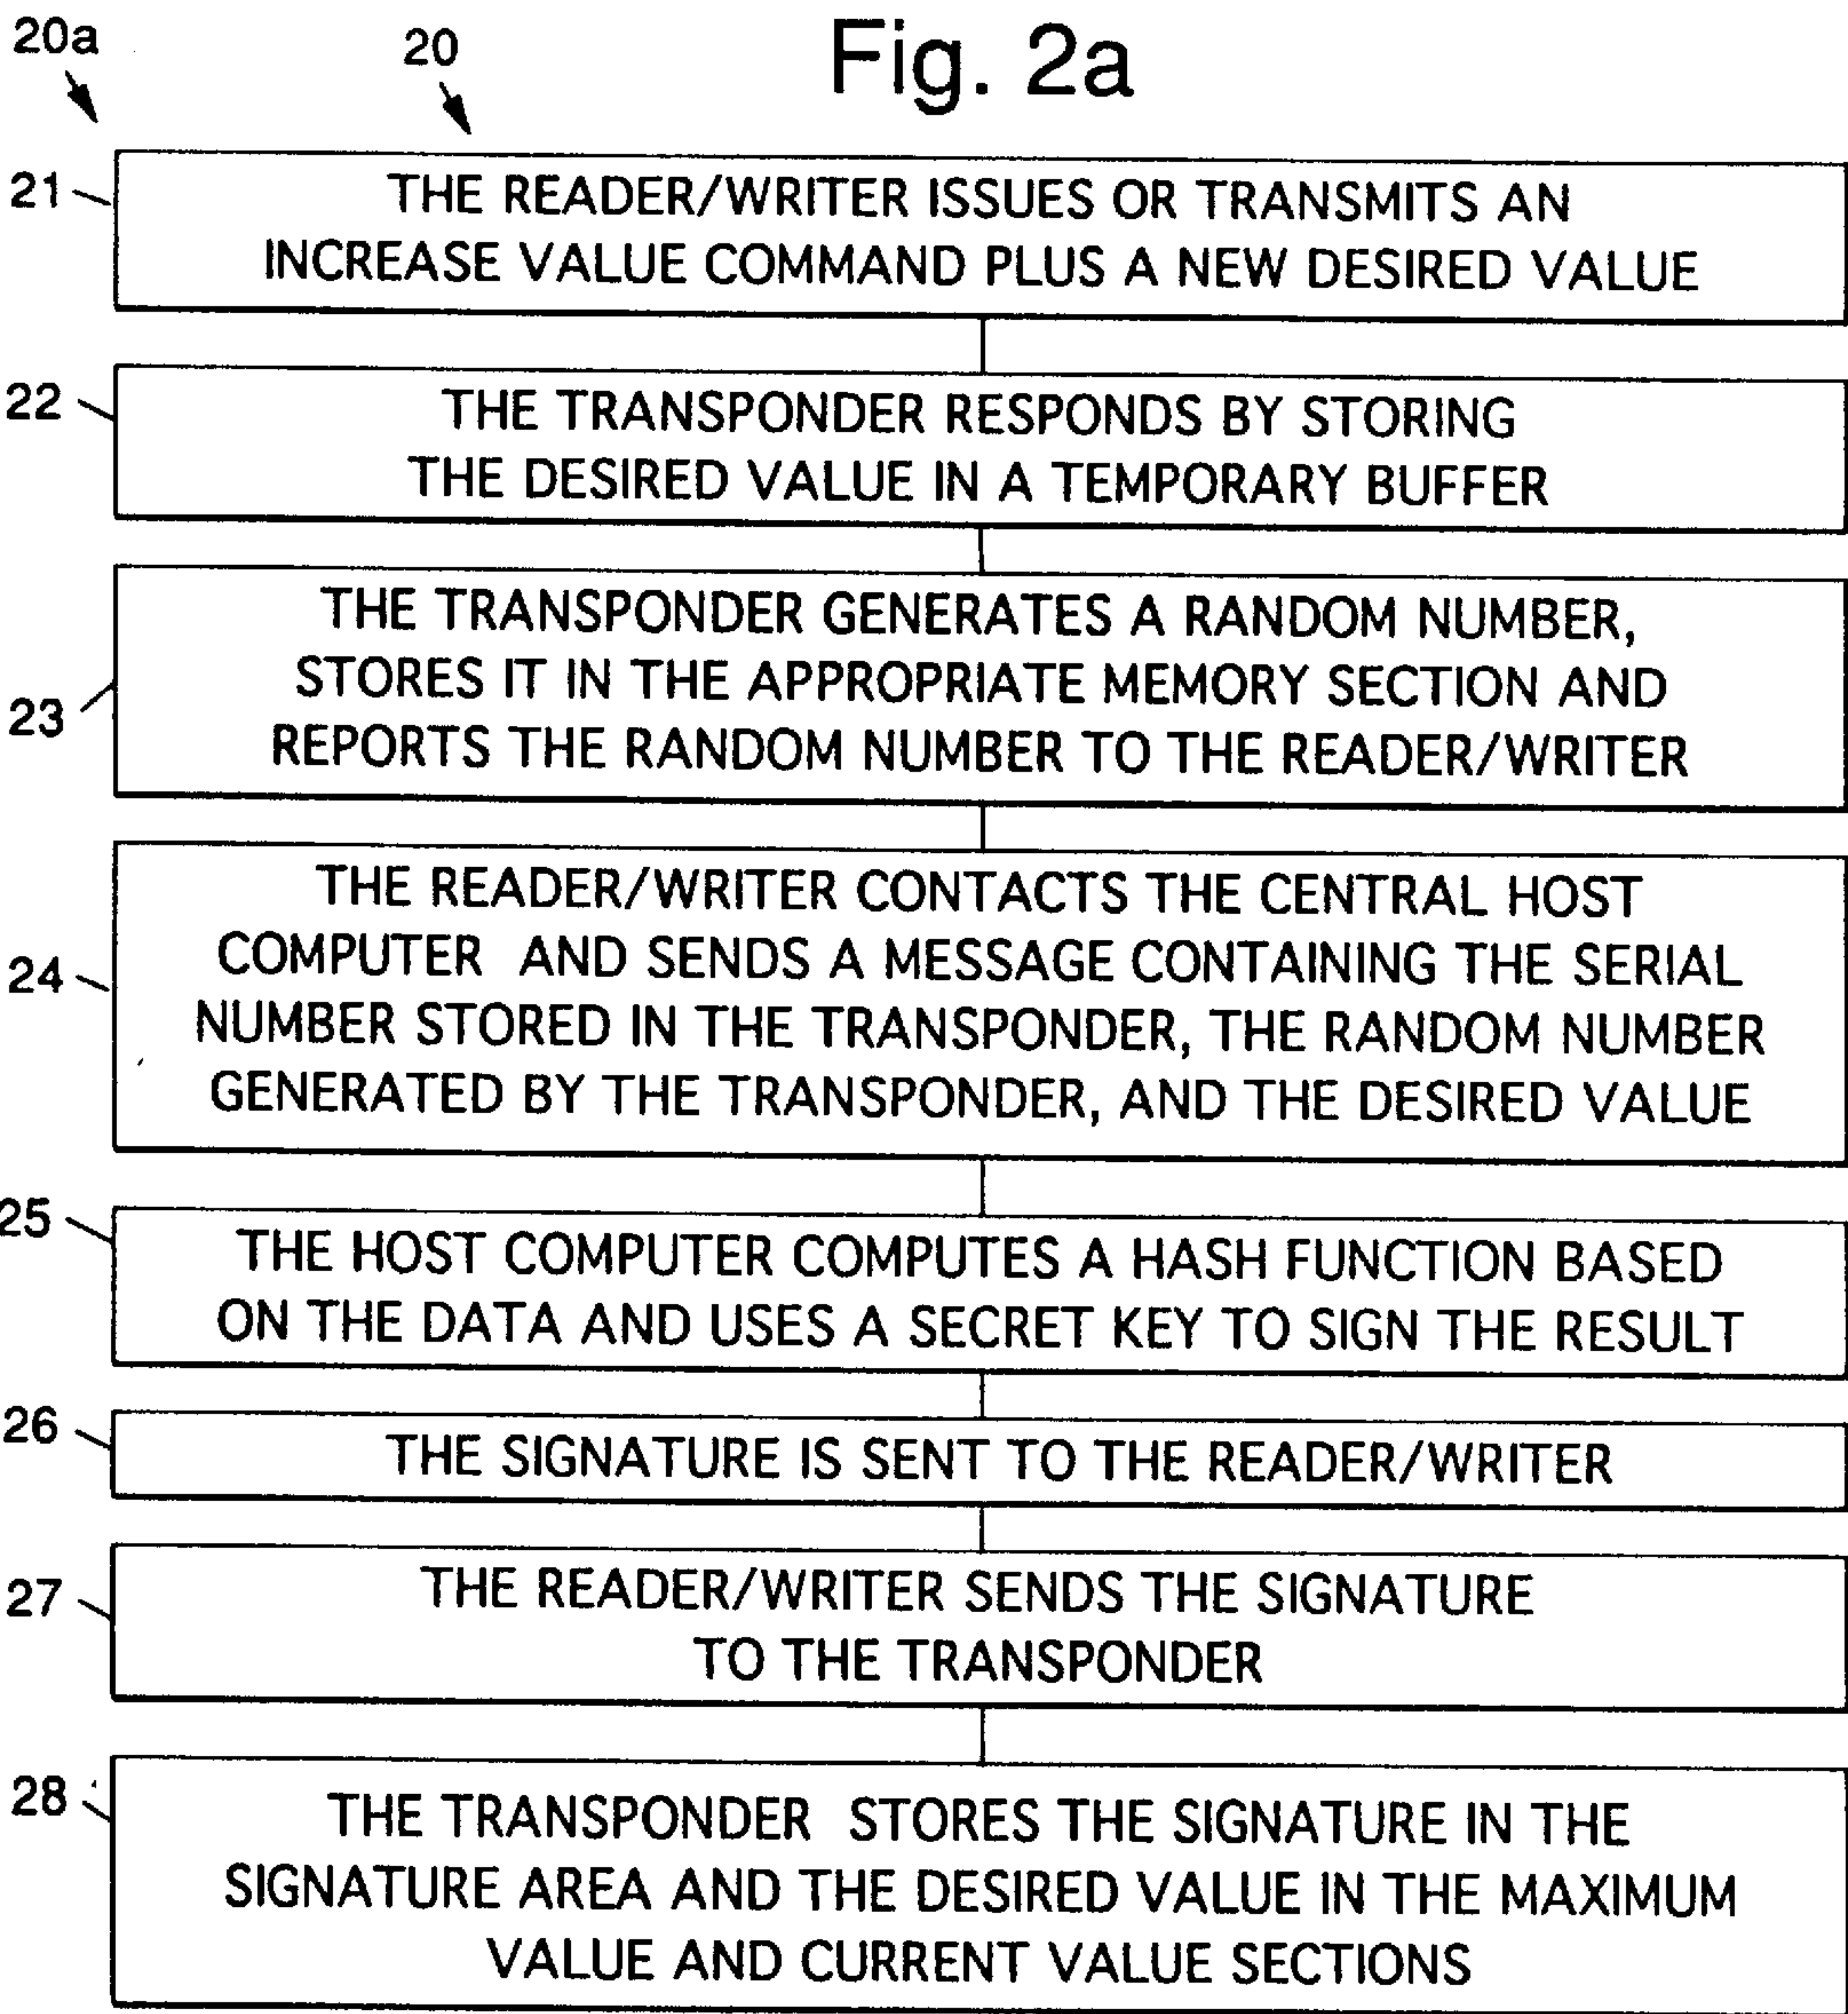 20a
20
Fig. 2a
21
THE READER/WRITER ISSUES OR TRANSMITS AN
INCREASE VALUE COMMAND PLUS A NEW DESIRED VALUE
22
THE TRANSPONDER RESPONDS BY STORING
THE DESIRED VALUE IN A TEMPORARY BUFFER
23
THE TRANSPONDER GENERATES A RANDOM NUMBER,
STORES IT IN THE APPROPRIATE MEMORY SECTION AND
REPORTS THE RANDOM NUMBER TO THE READER/WRITER
24
THE READER/WRITER CONTACTS THE CENTRAL HOST
COMPUTER AND SENDS A MESSAGE CONTAINING THE SERIAL
NUMBER STORED IN THE TRANSPONDER, THE RANDOM NUMBER
GENERATED BY THE TRANSPONDER, AND THE DESIRED VALUE
25
THE HOST COMPUTER COMPUTES A HASH FUNCTION BASED
ON THE DATA AND USES A SECRET KEY TO SIGN THE RESULT
26
THE SIGNATURE IS SENT TO THE READER/WRITER
27
THE READER/WRITER SENDS THE SIGNATURE
TO THE TRANSPONDER
28
THE TRANSPONDER STORES THE SIGNATURE IN THE
SIGNATURE AREA AND THE DESIRED VALUE IN THE MAXIMUM
VALUE AND CURRENT VALUE SECTIONS